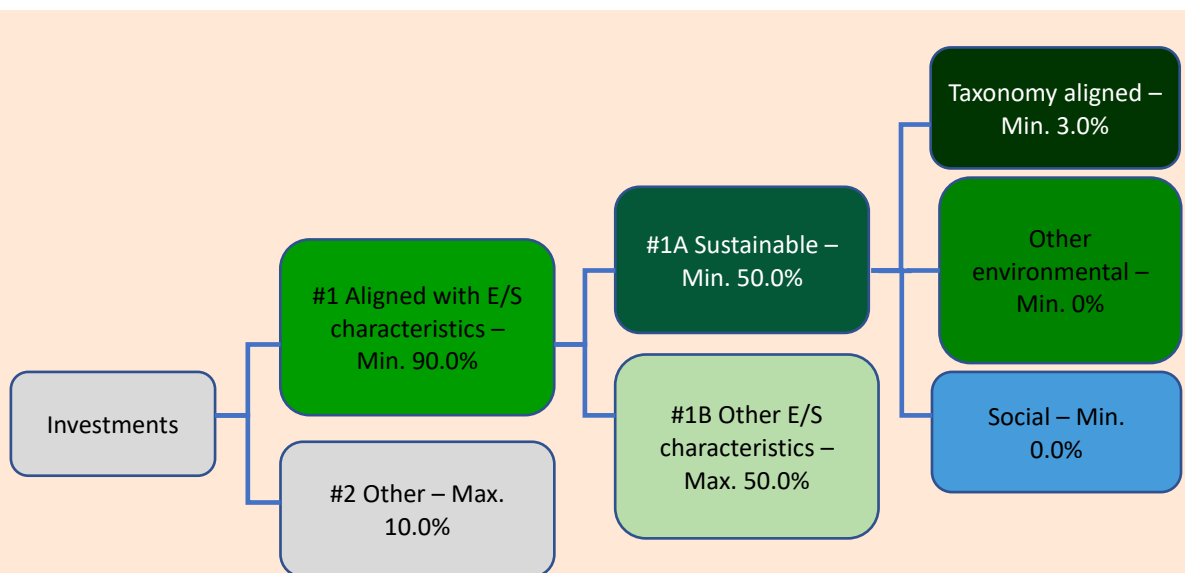 Investments
#1 Aligned with E/S
characteristics –
Min. 90.0%
#2 Other – Max.
10.0%
#1A Sustainable –
Min. 50.0%
#1B Other E/S
characteristics –
Max. 50.0%
Taxonomy aligned –
Min. 3.0%
Other
environmental –
Min. 0%
Social – Min.
0.0%